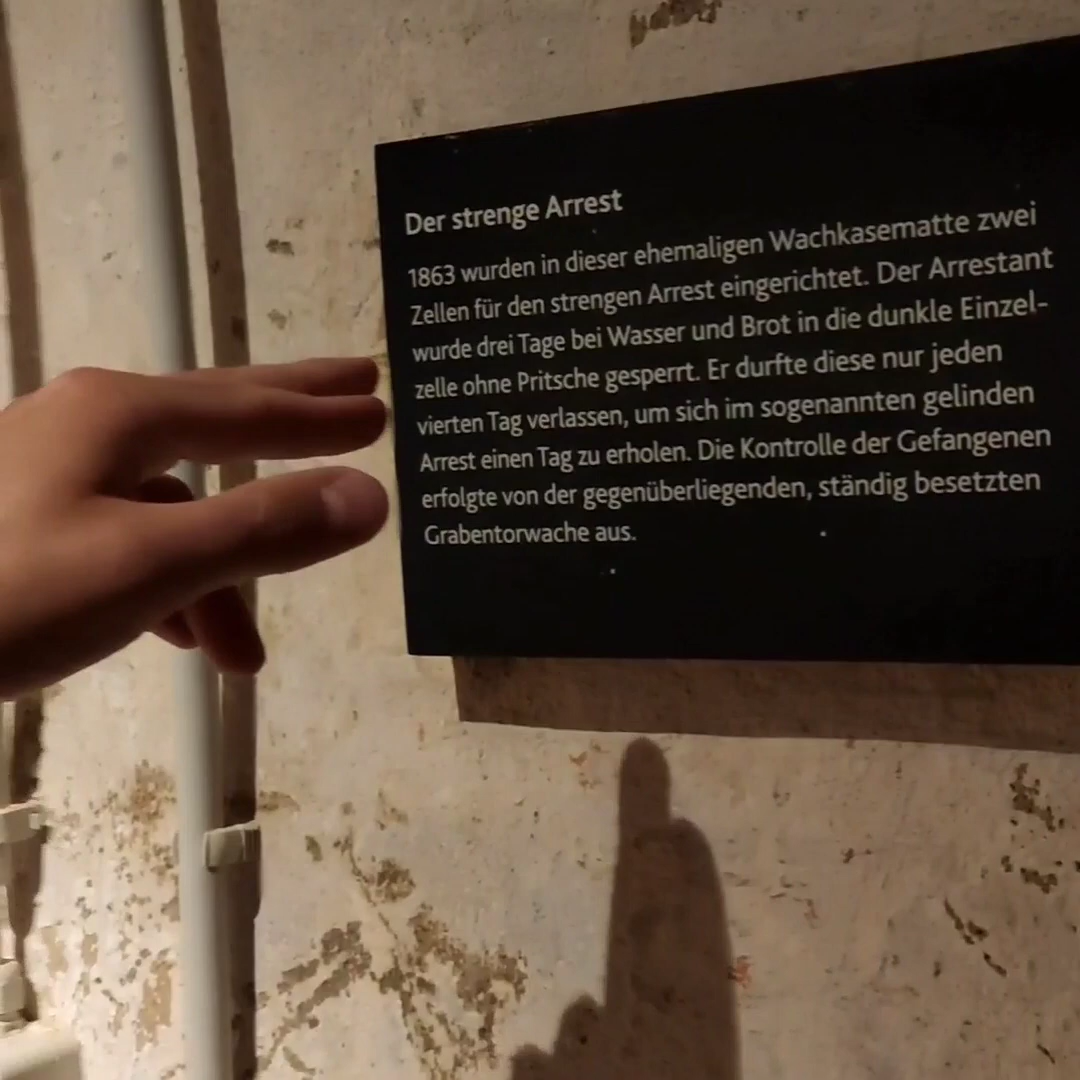 Der strenge Arrest
1863 wurden in dieser ehemaligen Wachkasematte zwei
Zellen für den strengen Arrest eingerichtet. Der Arrestant
wurde drei Tage bei Wasser und Brot in die dunkle Einzel-
zelle ohne Pritsche gesperrt. Er durfte diese nur jeden
vierten Tag verlassen, um sich im sogenannten gelinden
Arrest einen Tag zu erholen. Die Kontrolle der Gefangenen
erfolgte von der gegenüberliegenden, ständig besetzten
Grabentorwache aus.